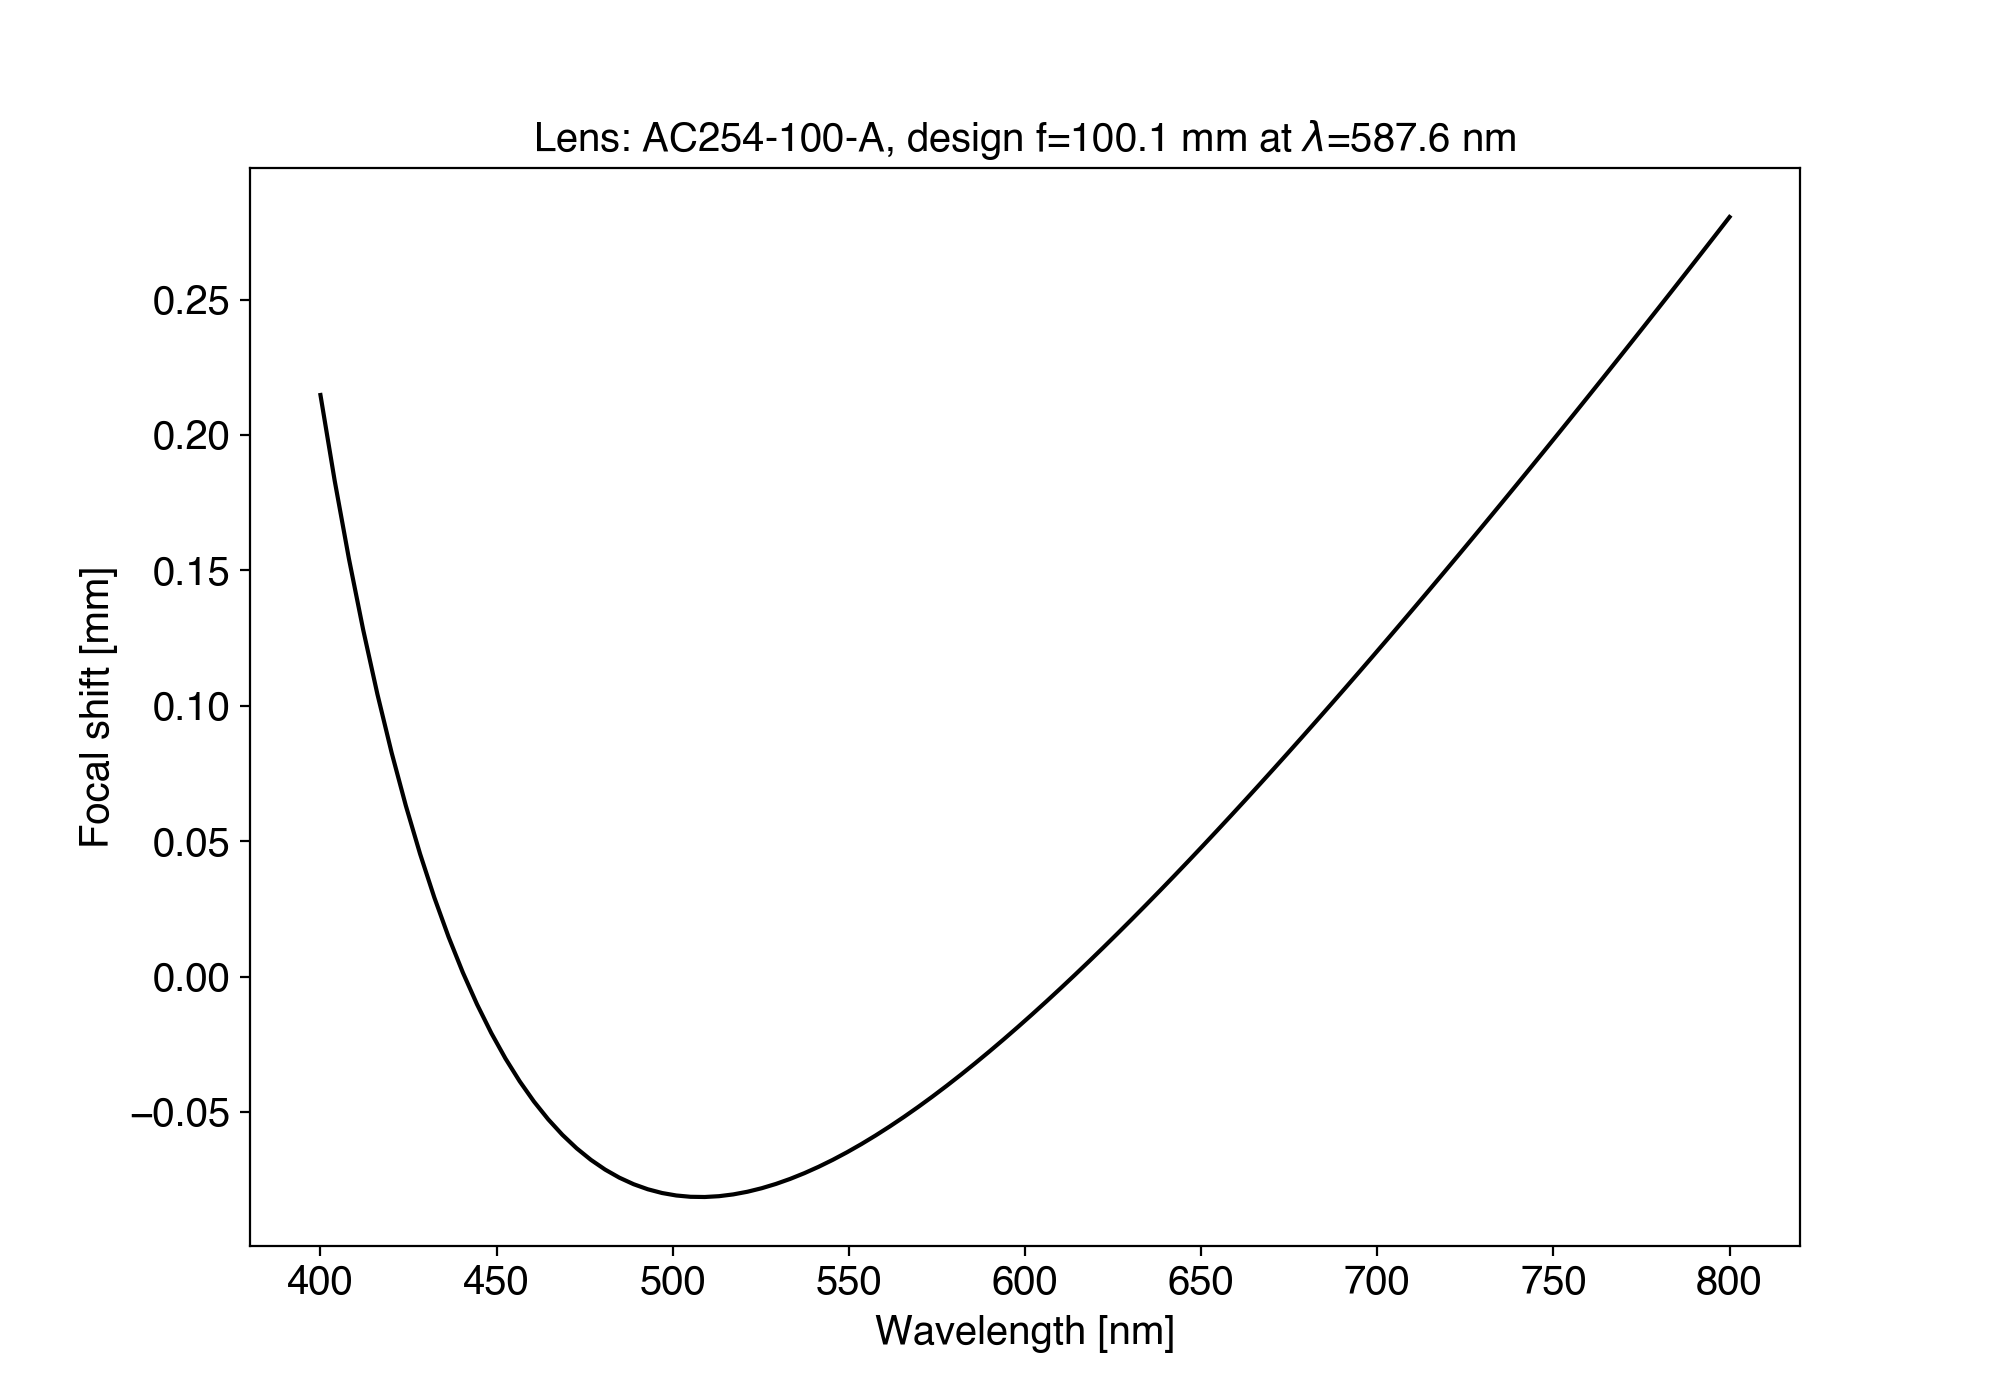 Lens: AC254-100-A, design f=100.1 mm at λ=587.6 nm
0.25
0.20
0.15
0.10
0.05
0.00
−0.05
Focal shift [mm]
400 450 500 550 600 650 700 750 800
Wavelength [nm]